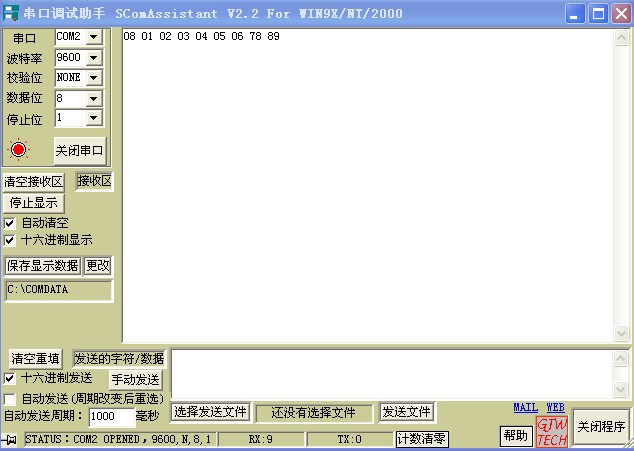 串口调试助手 SComAssistant V2.2 For WIN9X/NT/2000
串口 COM2
波特率 9600
校验位 NONE
数据位 8
停止位 1
关闭串口
08 01 02 03 04 05 06 78 89
清空接收区 接收区
停止显示
自动清空
十六进制显示
保存显示数据 更改
C:\COMDATA
清空重填 发送的字符/数据
十六进制发送 手动发送
自动发送(周期改变后重选)
自动发送周期: 1000 毫秒
选择发送文件 还没有选择文件 发送文件
MAIL WEB
帮助 GJW TECH 关闭程序
STATUS:COM2 OPENED,9600,N,8,1 RX:9 TX:0 计数清零